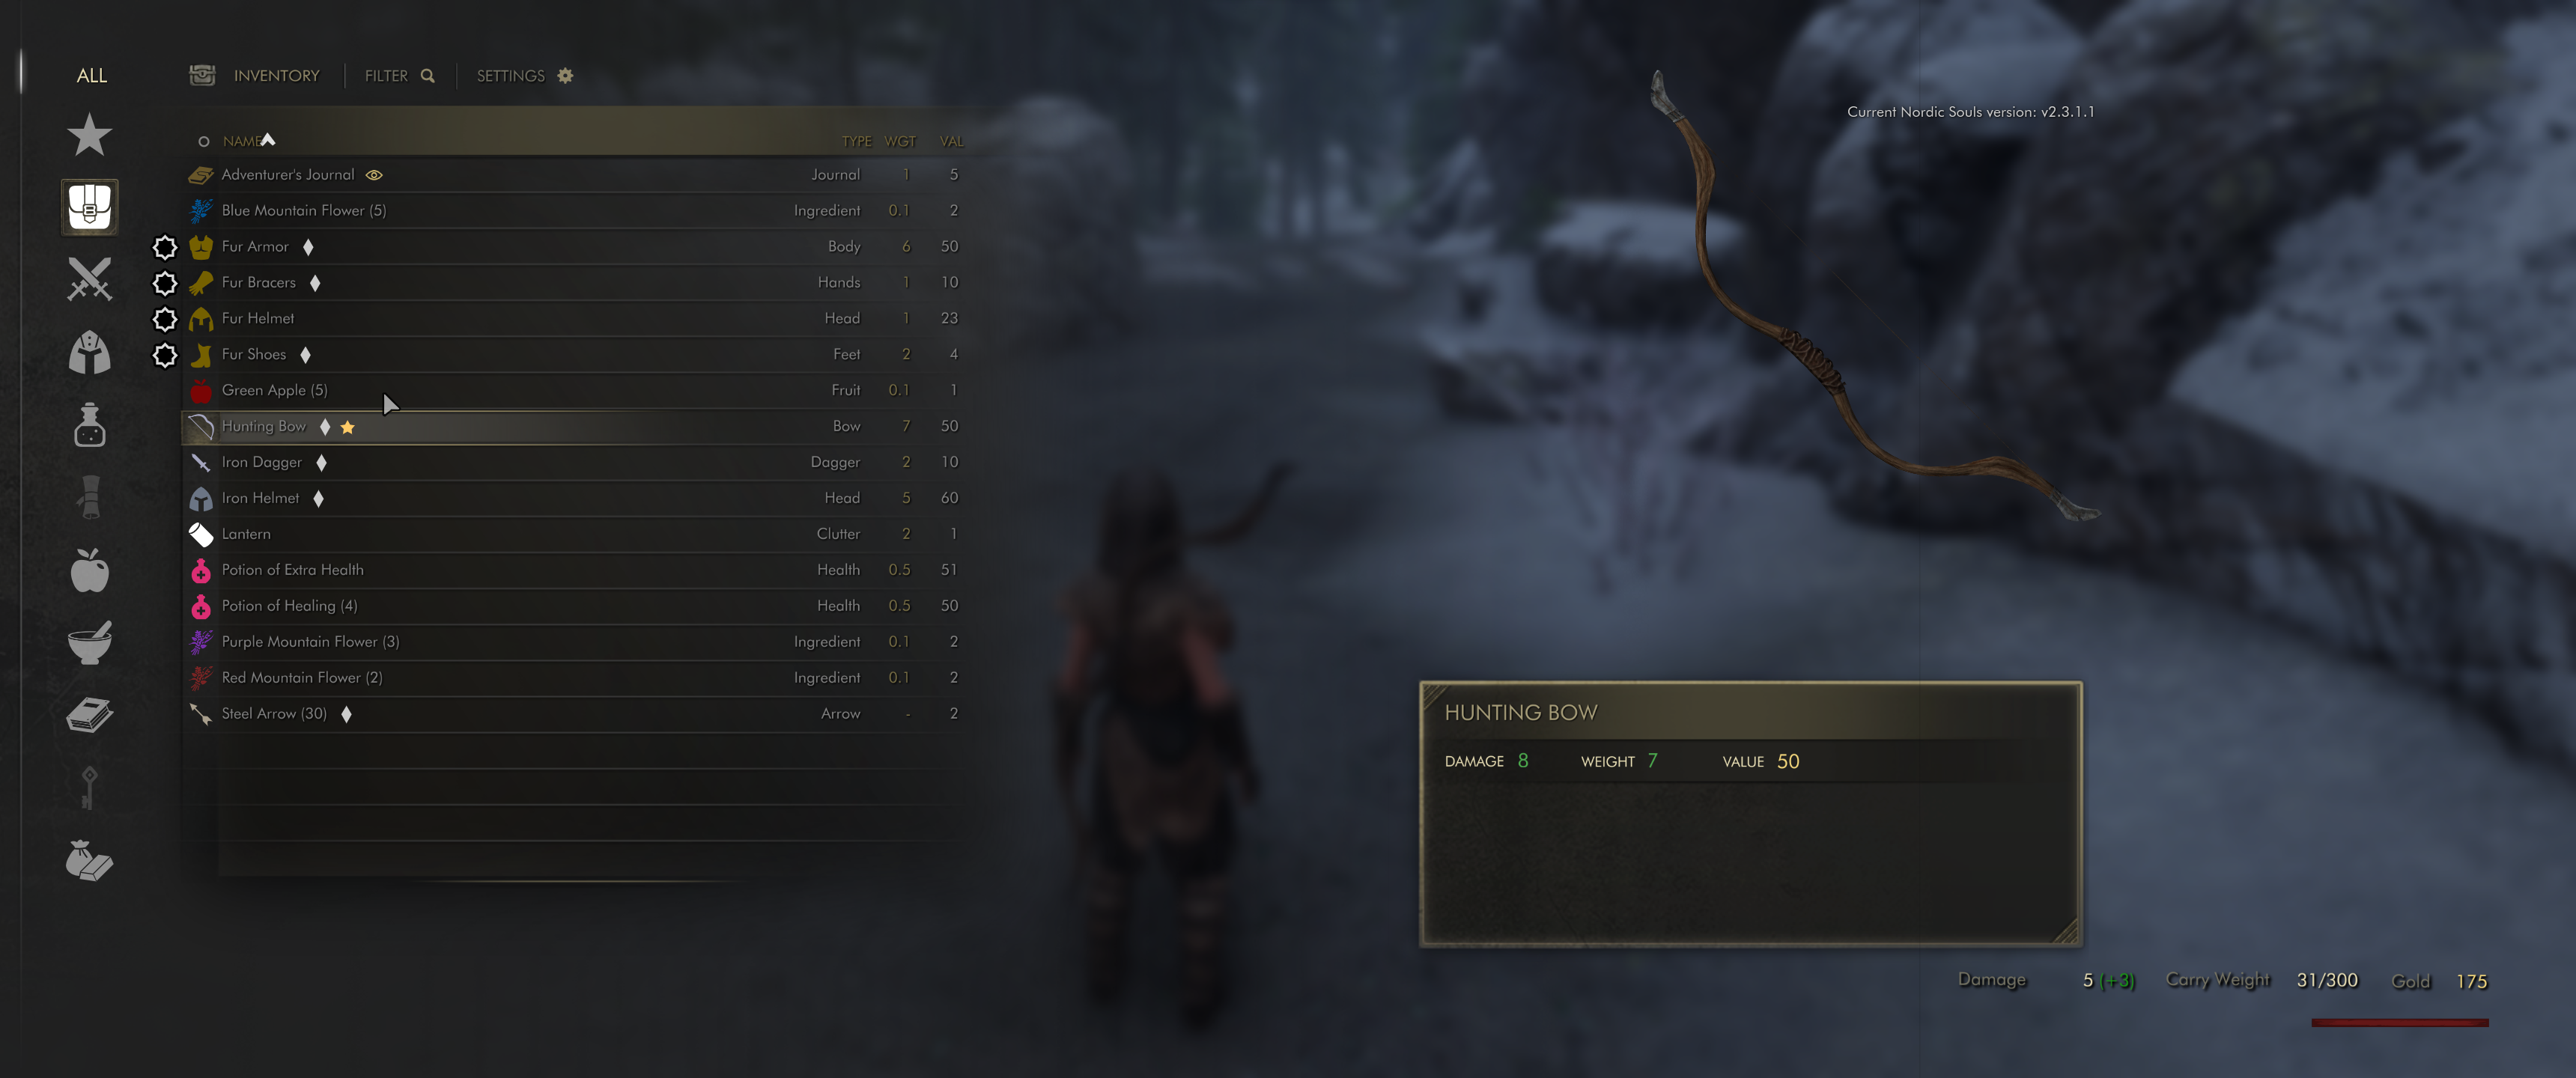 ALL
INVENTORY FILTER SETTINGS
Current Nordic Souls version: v2.3.1.1
NAME TYPE WGT VAL
Adventurer's Journal Journal 1 5
Blue Mountain Flower (5) Ingredient 0.1 2
Fur Armor Body 6 50
Fur Bracers Hands 1 10
Fur Helmet Head 1 23
Fur Shoes Feet 2 4
Green Apple (5) Fruit 0.1 1
Hunting Bow Bow 7 50
Iron Dagger Dagger 2 10
Iron Helmet Head 5 60
Lantern Clutter 2 1
Potion of Extra Health Health 0.5 51
Potion of Healing (4) Health 0.5 50
Purple Mountain Flower (3) Ingredient 0.1 2
Red Mountain Flower (2) Ingredient 0.1 2
Steel Arrow (30) Arrow - 2
HUNTING BOW
DAMAGE 8 WEIGHT 7 VALUE 50
Damage 5 (+3) Carry Weight 31/300 Gold 175